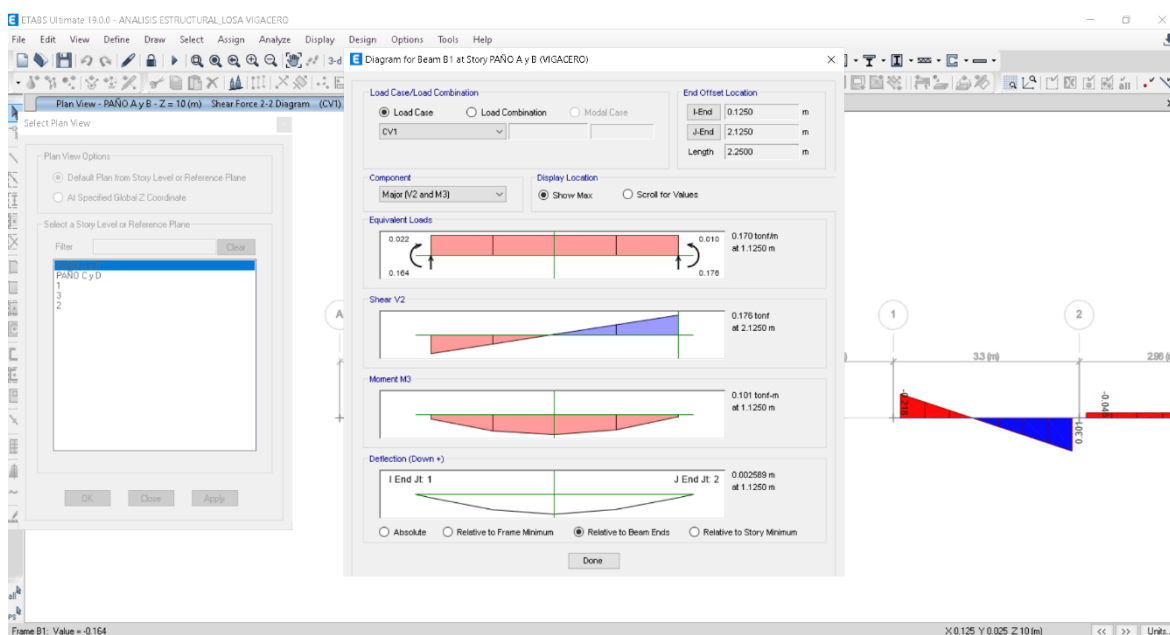 ETABS Ultimate 19.0.0 - ANALISIS ESTRUCTURAL_LOSA VIGACERO
File Edit View Define Draw Select Assign Analyze Display Design Options Tools Help
3-d
Plan View - PAÑO A y B - Z = 10 (m) Shear Force 2-2 Diagram (CV1)
Select Plan View
Plan View Options
Default Plan from Story Level or Reference Plane
At Specified Global Z Coordinate
Select a Story Level or Reference Plane
Filter
Clear
PAÑO C y D
1
3
2
OK Close Apply
Diagram for Beam B1 at Story PAÑO A y B (VIGACERO)
Load Case/Load Combination
Load Case Load Combination Modal Case
CV1
End Offset Location
I-End 0.1250 m
J-End 2.1250 m
Length 2.2500 m
Component
Major (V2 and M3)
Display Location
Show Max Scroll for Values
Equivalent Loads
0.022 0.010
0.164 0.176
0.170 tonf/m
at 1.1250 m
Shear V2
0.176 tonf
at 2.1250 m
Moment M3
0.101 tonf-m
at 1.1250 m
Deflection (Down +)
I End Jt: 1 J End Jt: 2
0.002589 m
at 1.1250 m
Absolute Relative to Frame Minimum Relative to Beam Ends Relative to Story Minimum
Done
A 1 2
3.3 (m)
-0.218
0.301
-0.046
all
Frame B1: Value = -0.164
X 0.125 Y 0.025 Z 10 (m)
<< >> Units